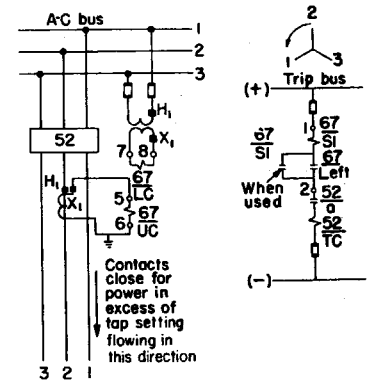 A-C bus
1
2
3
52
H1
X1
7 8
67
LC
H1
X1
5
6
67
UC
Contacts
close for
power in
excess of
tap setting
flowing in
this direction
3 2 1
2
1 3
Trip bus
(+)
1
67
SI
67
SI
67
Left
When
used
2
52
a
52
TC
(-)